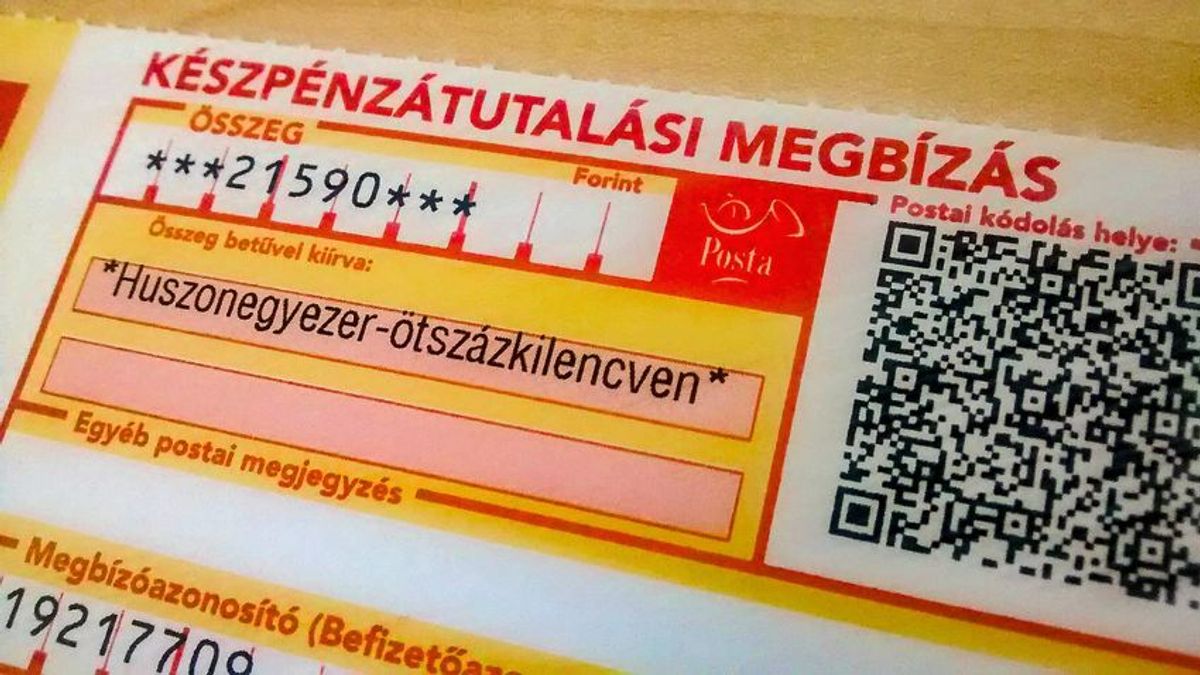 KÉSZPÉNZÁTUTALÁSI MEGBÍZÁS
ÖSSZEG
***21590***
Forint
Posta
Postai kódolás helye:
Összeg betűvel kiírva:
*Huszonegyezer-ötszázkilencven*
Egyéb postai megjegyzés
Megbízóazonosító (Befizetőaz
19217709